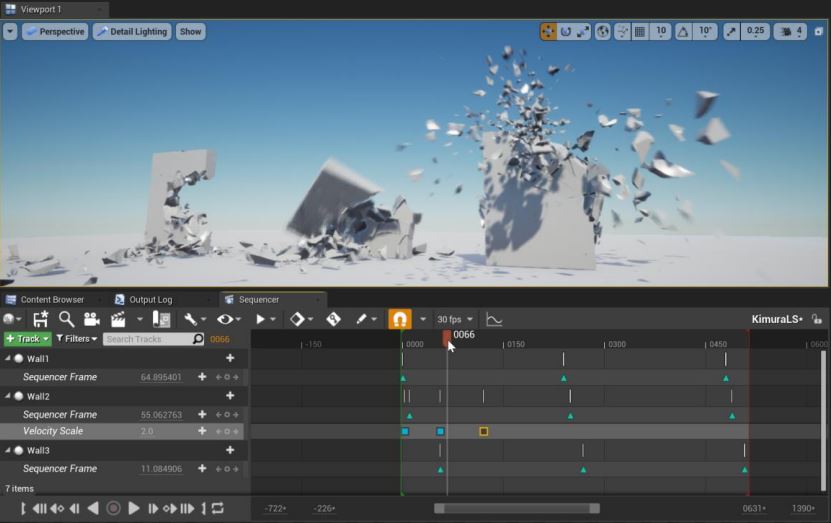 Viewport 1
Perspective Detail Lighting Show 10 10° 0.25 4
Content Browser Output Log Sequencer
30 fps KimuraLS•
+ Track Filters Search Tracks 0066 0066
-150 0000 0150 0300 0450 0600
Wall1
Sequencer Frame 64.895401
Wall2
Sequencer Frame 55.062763
Velocity Scale 2.0
Wall3
Sequencer Frame 11.084906
7 items
-722+ -226+ 0631+ 1390+